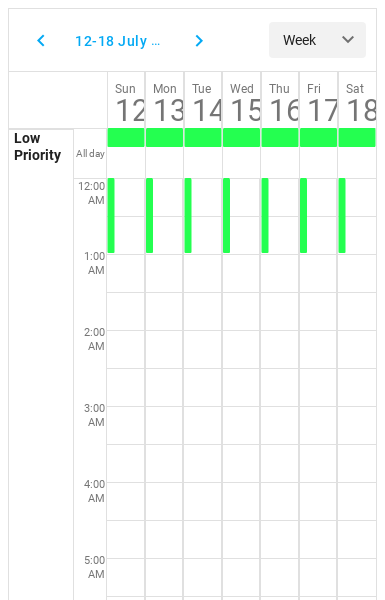 12-18 July ...
Week
Sun Mon Tue Wed Thu Fri Sat
12 13 14 15 16 17 18
Low
Priority
All day
12:00
AM
1:00
AM
2:00
AM
3:00
AM
4:00
AM
5:00
AM